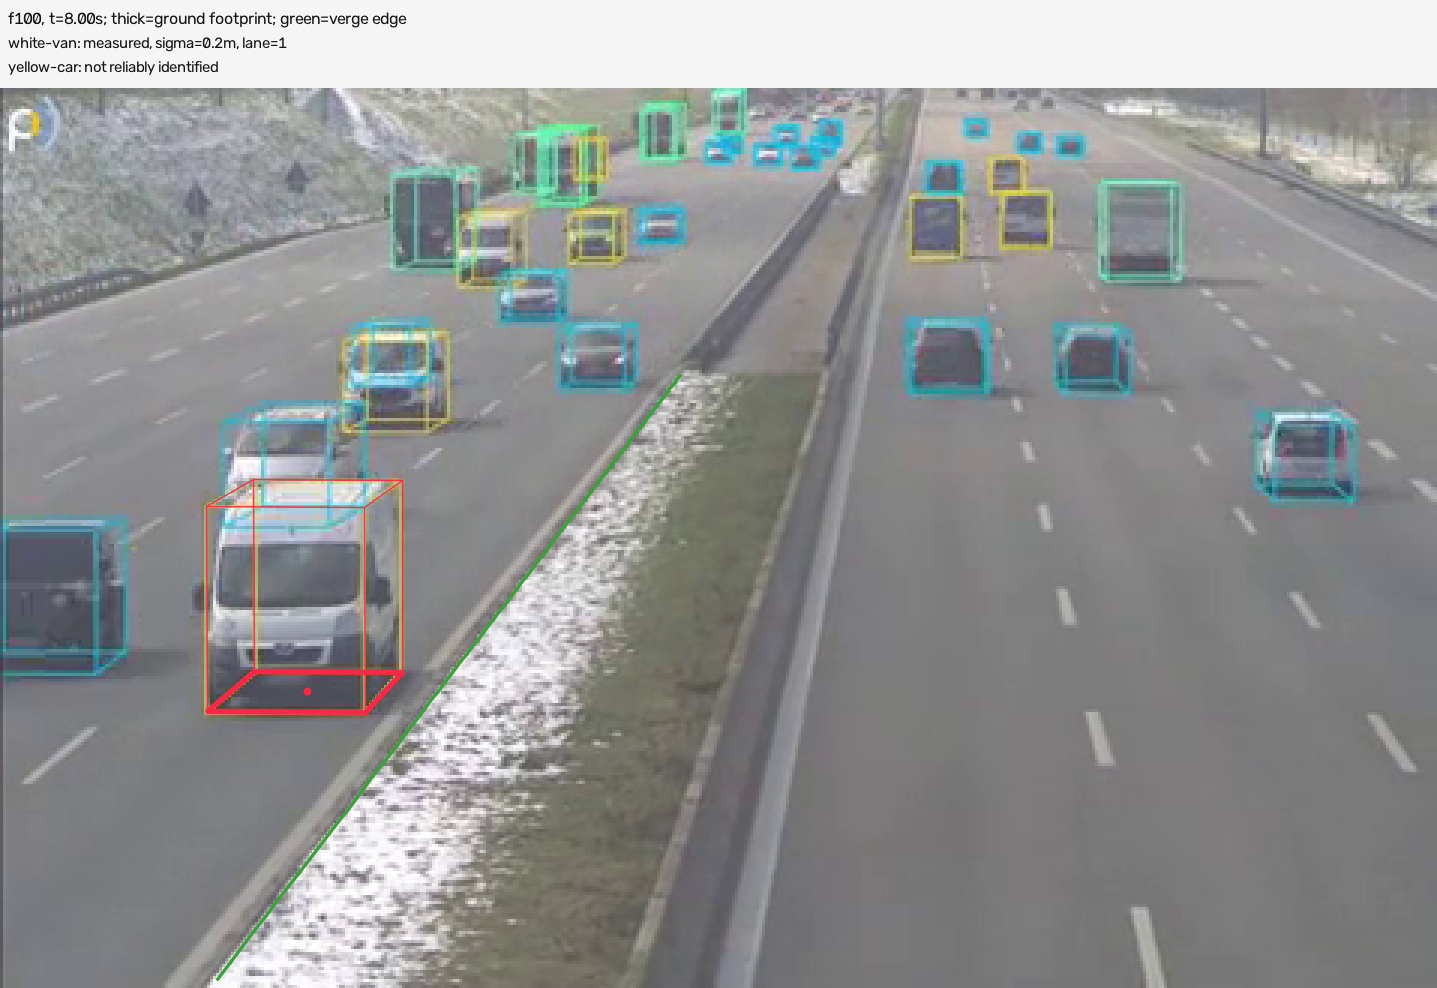 f100, t=8.00s; thick=ground footprint; green=verge edge
white-van: measured, sigma=0.2m, lane=1
yellow-car: not reliably identified